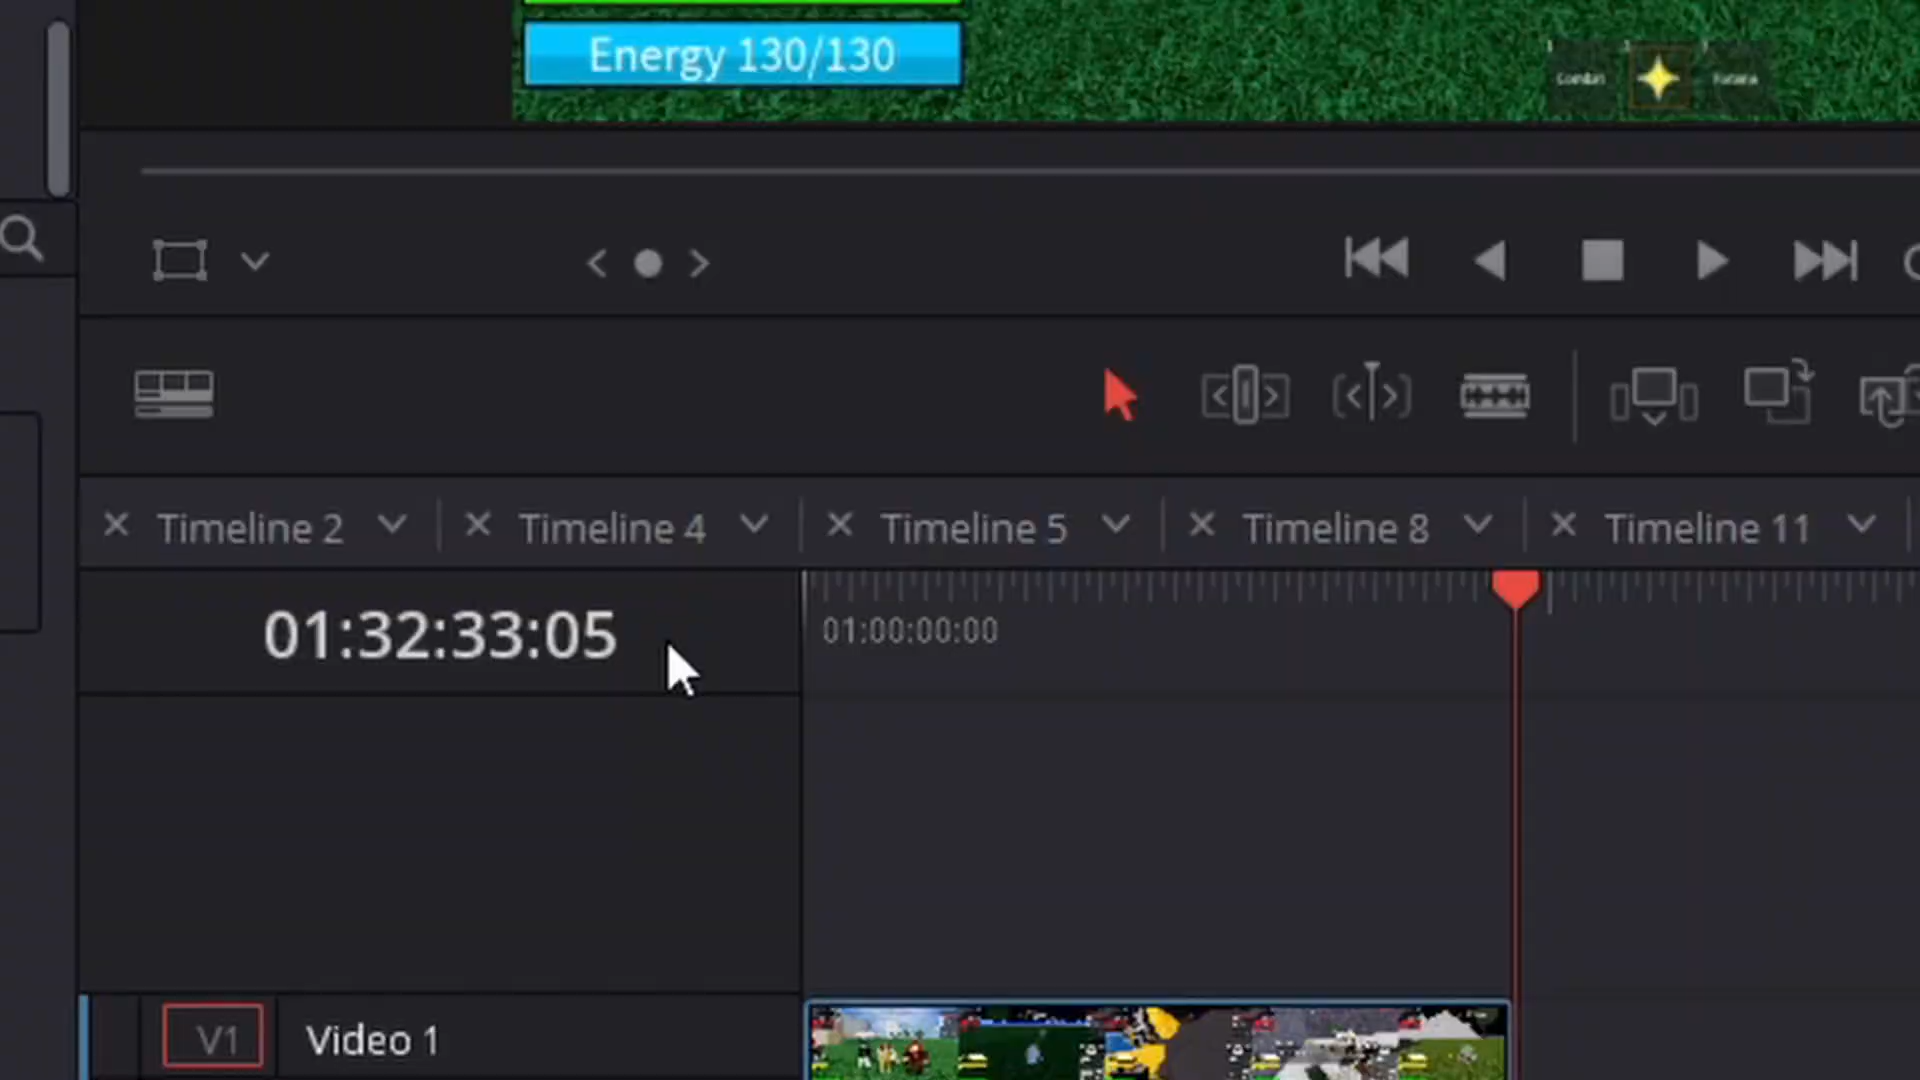 Energy 130/130
Timeline 2
Timeline 4
Timeline 5
Timeline 8
Timeline 11
01:32:33:05
01:00:00:00
V1
Video 1